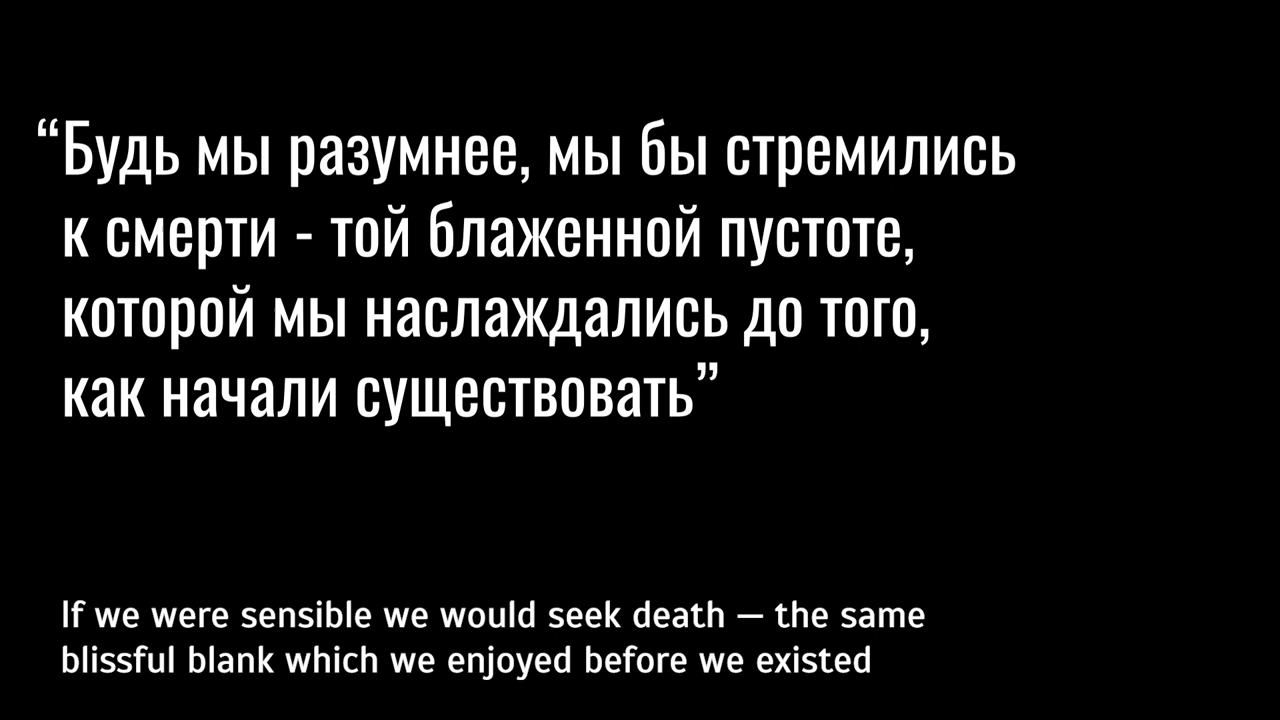 “Будь мы разумнее, мы бы стремились
к смерти - той блаженной пустоте,
которой мы наслаждались до того,
как начали существовать”
If we were sensible we would seek death — the same
blissful blank which we enjoyed before we existed